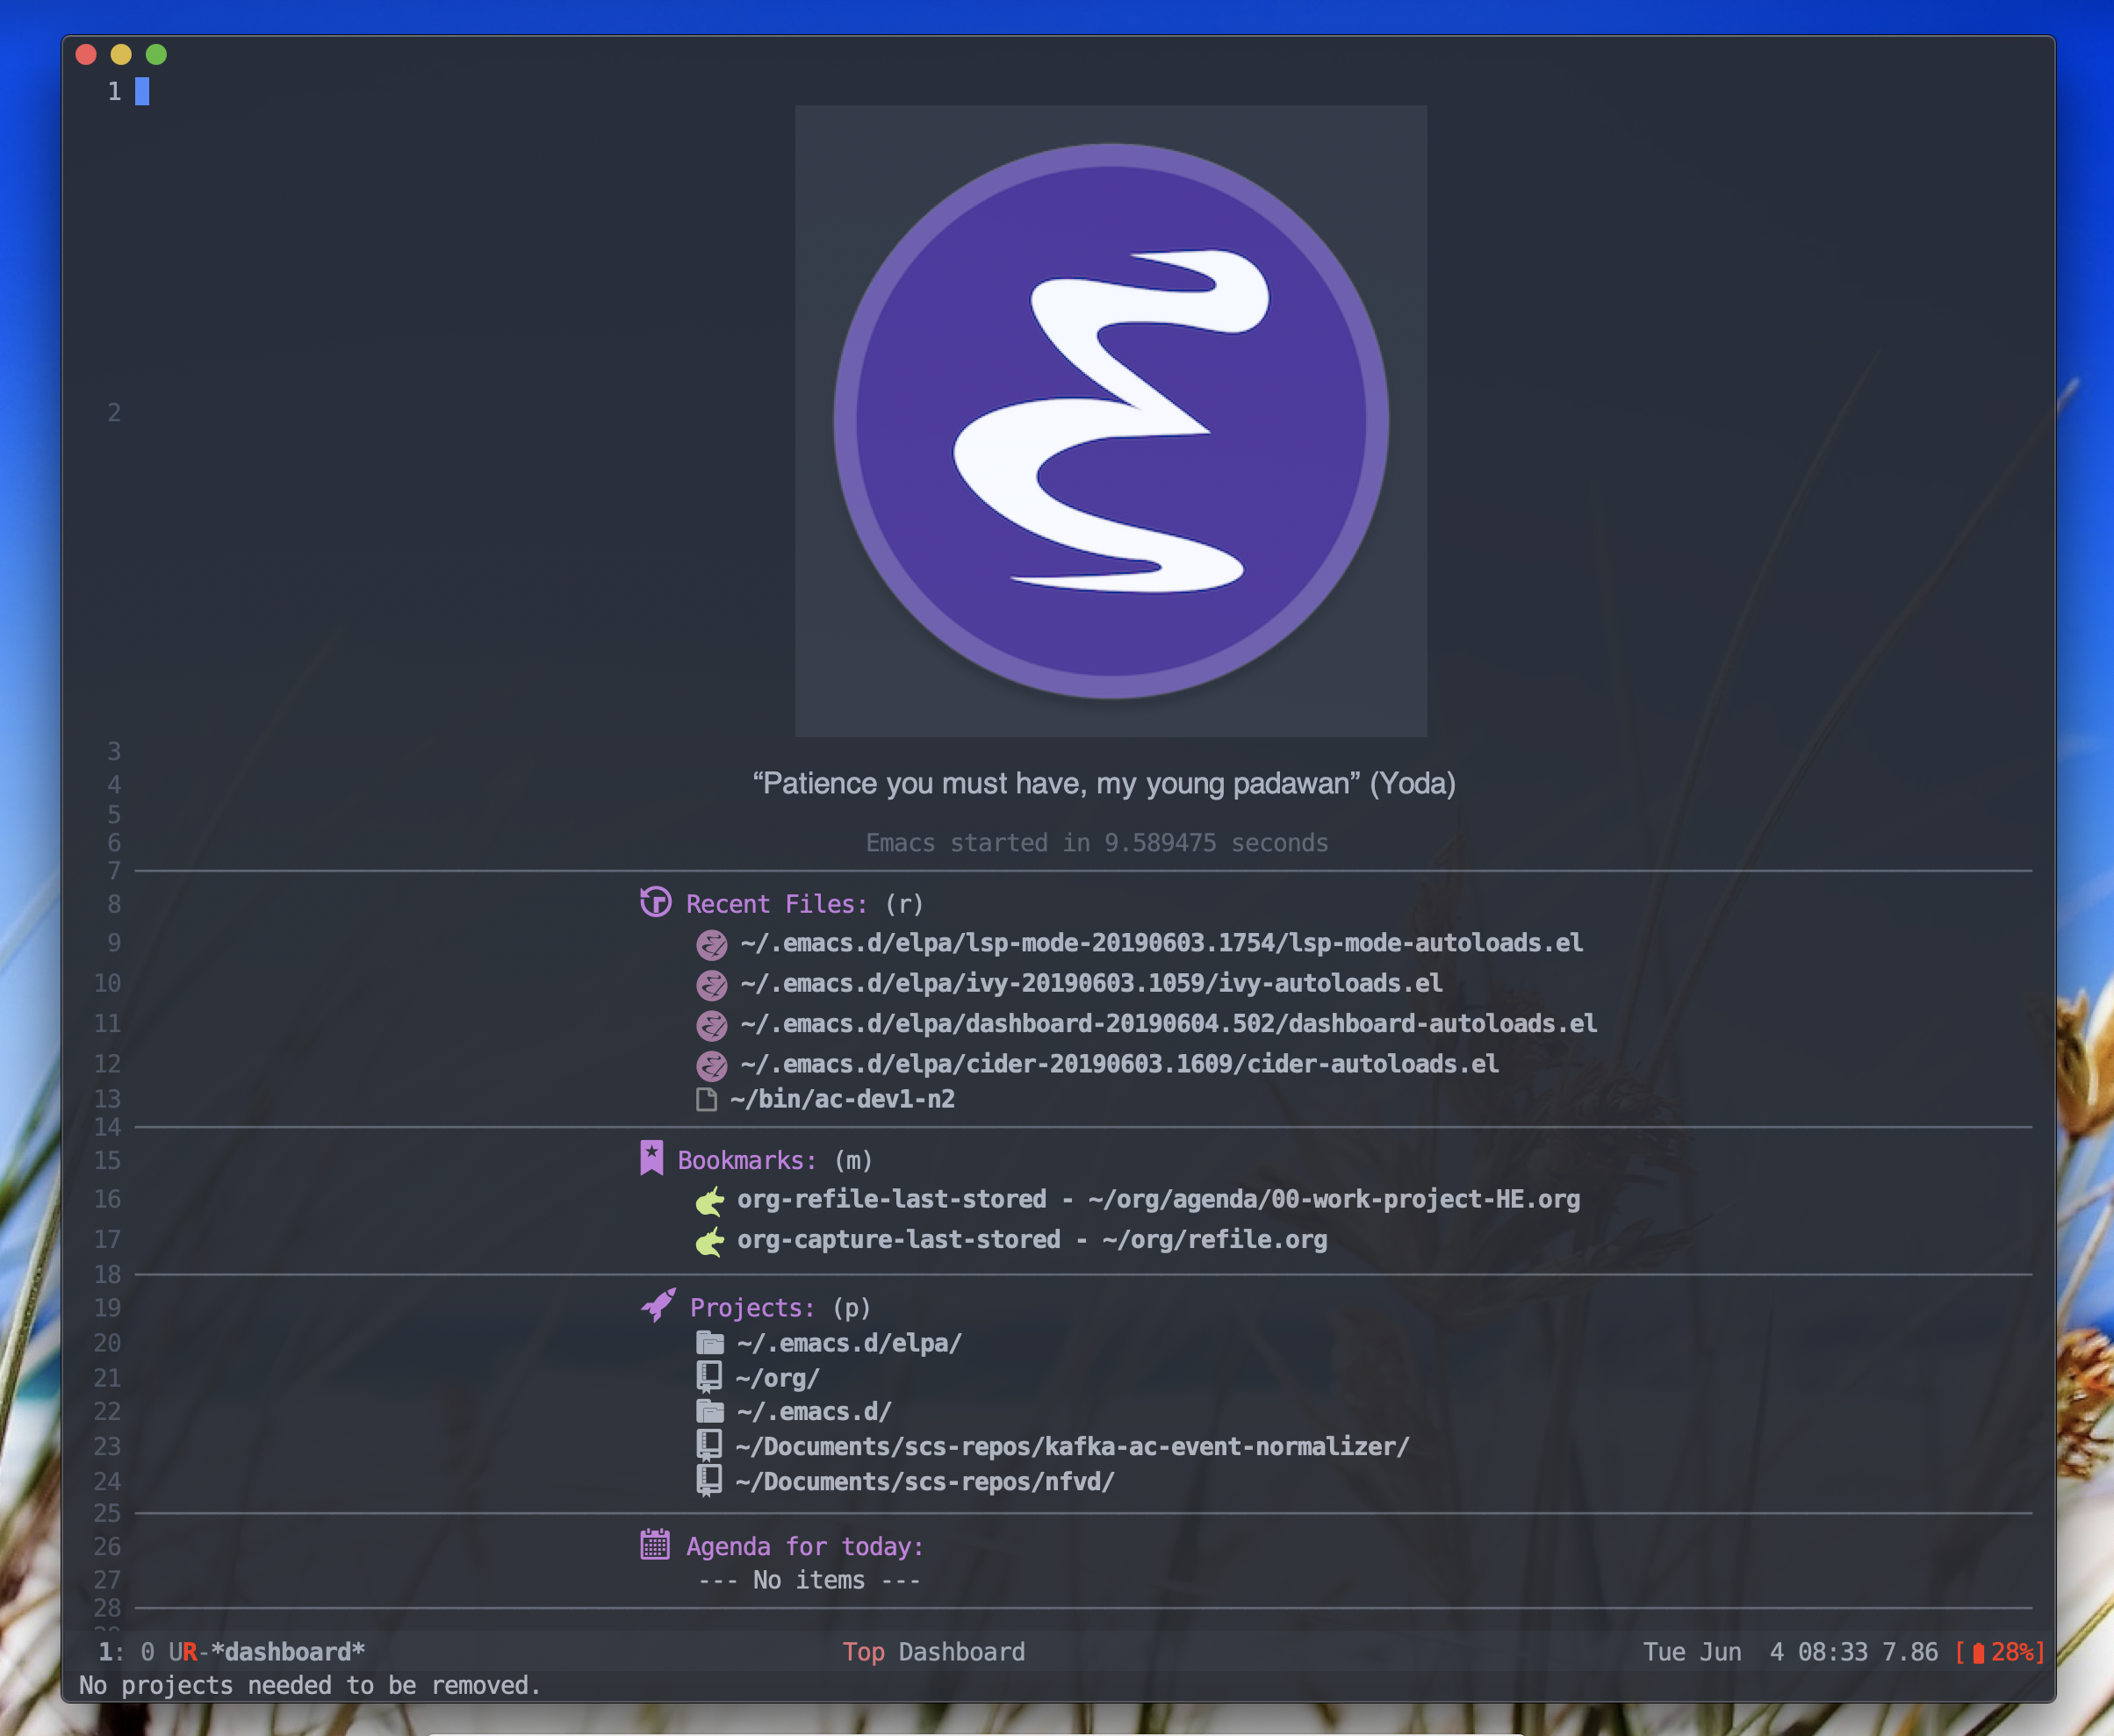 1
2
3
4 “Patience you must have, my young padawan” (Yoda)
5
6 Emacs started in 9.589475 seconds
7
8 Recent Files: (r)
9 ~/.emacs.d/elpa/lsp-mode-20190603.1754/lsp-mode-autoloads.el
10 ~/.emacs.d/elpa/ivy-20190603.1059/ivy-autoloads.el
11 ~/.emacs.d/elpa/dashboard-20190604.502/dashboard-autoloads.el
12 ~/.emacs.d/elpa/cider-20190603.1609/cider-autoloads.el
13 ~/bin/ac-dev1-n2
14
15 Bookmarks: (m)
16 org-refile-last-stored - ~/org/agenda/00-work-project-HE.org
17 org-capture-last-stored - ~/org/refile.org
18
19 Projects: (p)
20 ~/.emacs.d/elpa/
21 ~/org/
22 ~/.emacs.d/
23 ~/Documents/scs-repos/kafka-ac-event-normalizer/
24 ~/Documents/scs-repos/nfvd/
25
26 Agenda for today:
27 --- No items ---
28
1: 0 UR-*dashboard* Top Dashboard Tue Jun  4 08:33 7.86 [28%]
No projects needed to be removed.